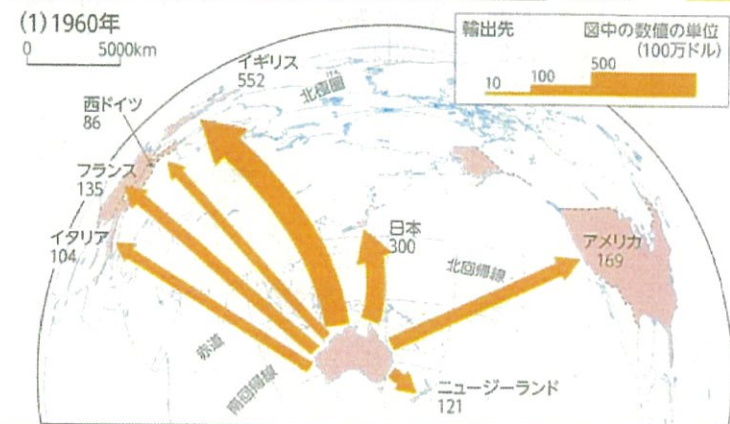 (1)1960年
0 5000km
輸出先
図中の数値の単位
(100万ドル)
10 100 500
イギリス
552
北極圏
西ドイツ
86
フランス
135
イタリア
104
日本
300
アメリカ
169
北回帰線
赤道
南回帰線
ニュージーランド
121